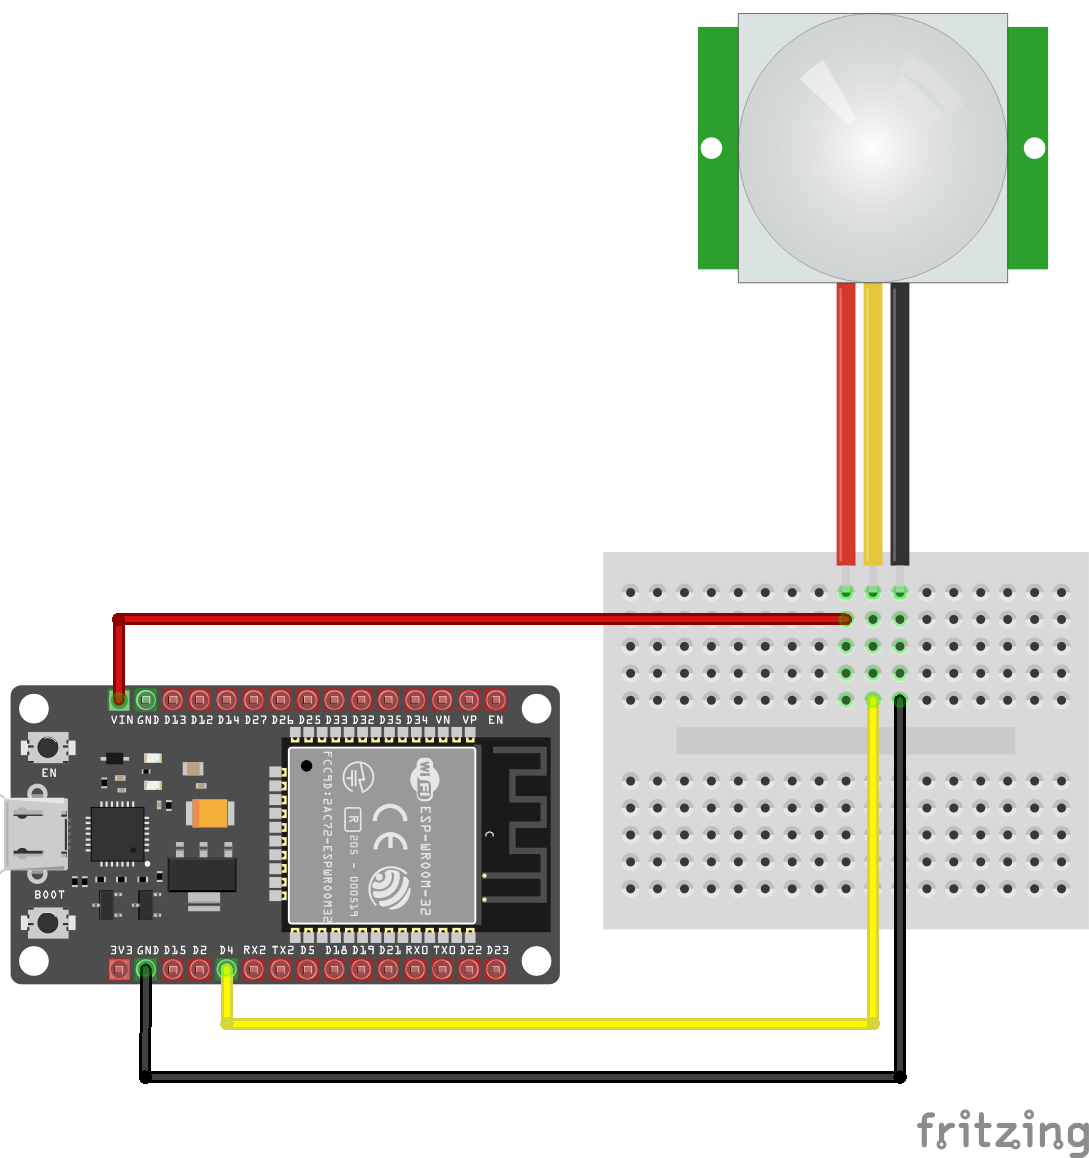 VIN GND D13 D12 D14 D27 D26 D25 D33 D32 D35 D34 VN VP EN
EN
BOOT
FCC ID:2AC72-ESPWROOM32
R 205 - 000519
CE
WiFi ESP-WROOM-32
3V3 GND D15 D2 D4 RX2 TX2 D5 D18 D19 D21 RX0 TX0 D22 D23
fritzing